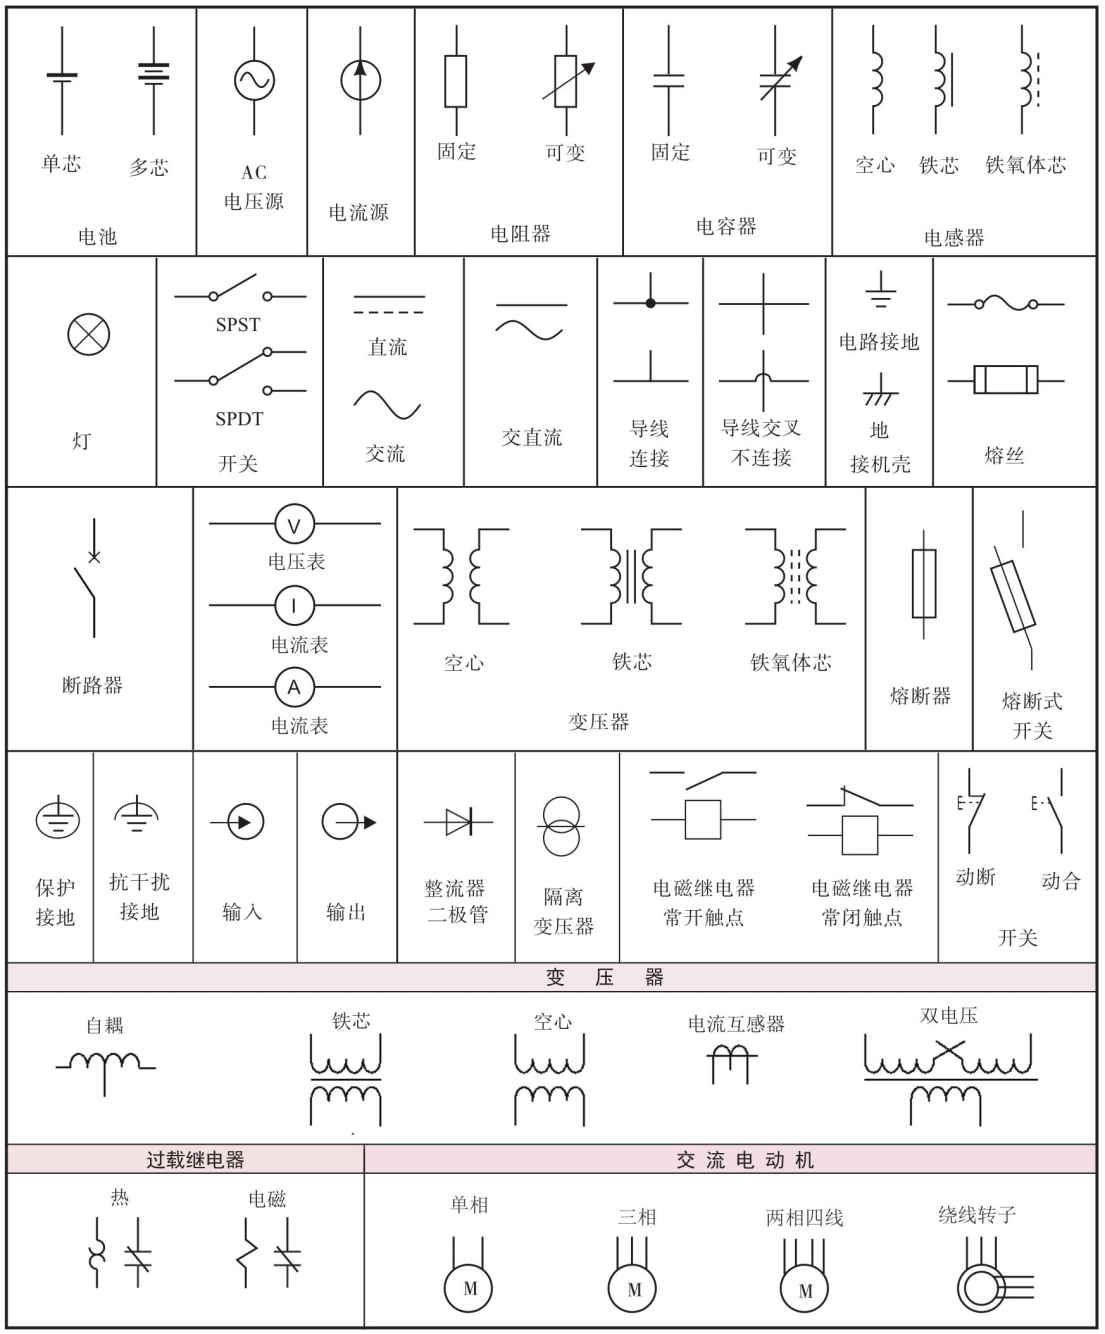 单芯
多芯
电池
AC
电压源
电流源
固定
可变
电阻器
固定
可变
电容器
空心
铁芯
铁氧体芯
电感器
灯
SPST
SPDT
开关
直流
交流
交直流
导线
连接
导线交叉
不连接
电路接地
地
接机壳
熔丝
断路器
V
电压表
I
电流表
A
电流表
空心
铁芯
铁氧体芯
变压器
熔断器
熔断式
开关
保护
接地
抗干扰
接地
输入
输出
整流器
二极管
隔离
变压器
电磁继电器
常开触点
电磁继电器
常闭触点
动断
动合
开关
变压器
自耦
铁芯
空心
电流互感器
双电压
过载继电器
交流电动机
热
电磁
单相
M
三相
M
两相四线
M
绕线转子